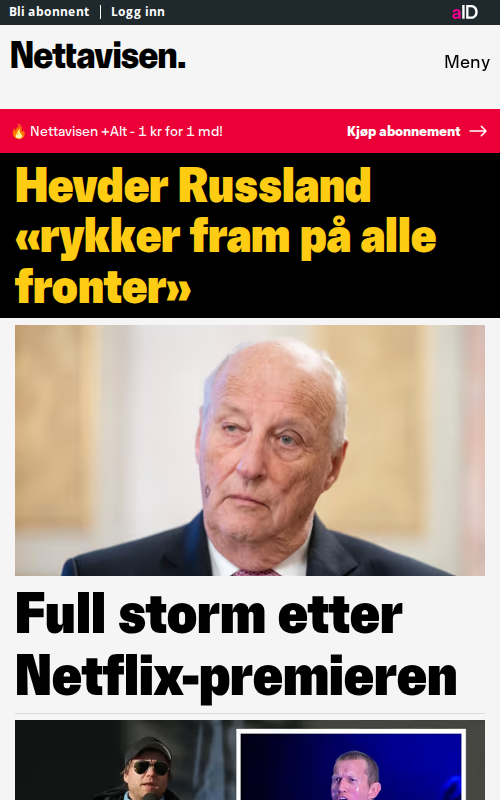 Bli abonnent | Logg inn
aID
Nettavisen.
Meny
🔥 Nettavisen +Alt - 1 kr for 1 md!
Kjøp abonnement →
Hevder Russland
«rykker fram på alle
fronter»
Full storm etter
Netflix-premieren